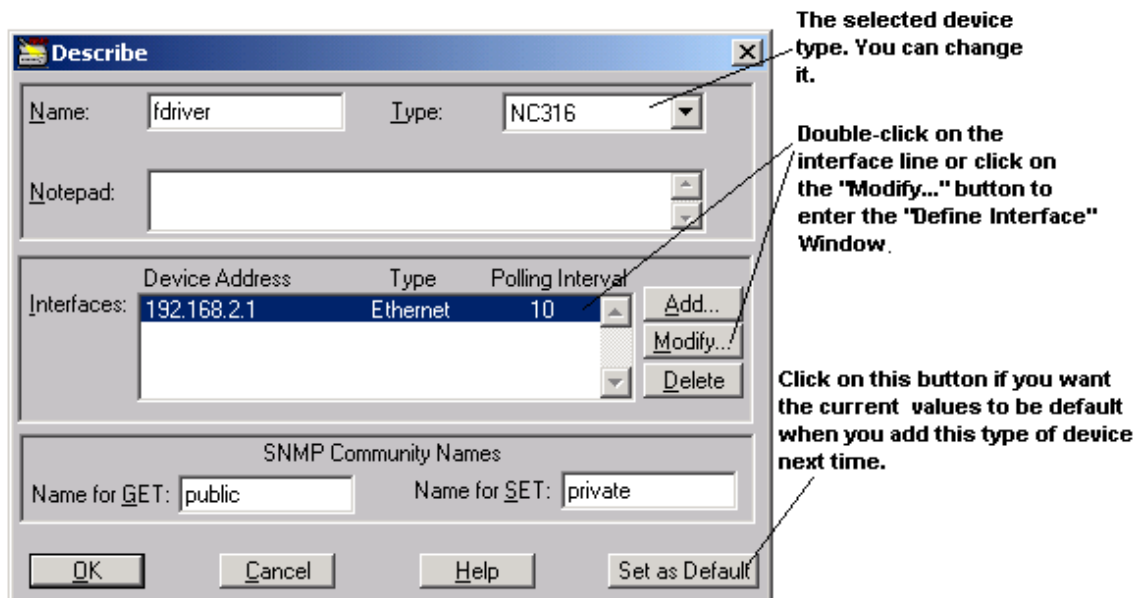 The selected device
type. You can change
it.
Describe
Name: fdriver Type: NC316
Double-click on the
interface line or click on
the "Modify..." button to
enter the "Define Interface"
Window.
Notepad:
Device Address Type Polling Interval
Interfaces: 192.168.2.1 Ethernet 10
Add...
Modify...
Delete
Click on this button if you want
the current values to be default
when you add this type of device
next time.
SNMP Community Names
Name for GET: public Name for SET: private
OK Cancel Help Set as Default